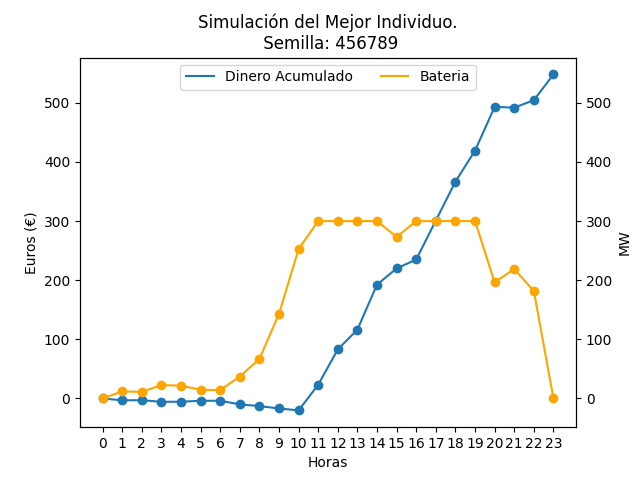 Simulación del Mejor Individuo.
Semilla: 456789
Dinero Acumulado
Bateria
500
400
300
200
100
0
Euros (€)
500
400
300
200
100
0
MW
0 1 2 3 4 5 6 7 8 9 10 11 12 13 14 15 16 17 18 19 20 21 22 23
Horas